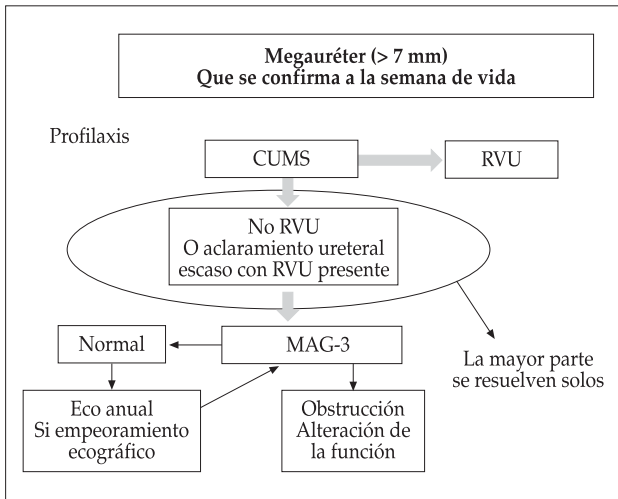 Megauréter (> 7 mm)
Que se confirma a la semana de vida
Profilaxis
CUMS
RVU
No RVU
O aclaramiento ureteral
escaso con RVU presente
Normal
MAG-3
La mayor parte
se resuelven solos
Eco anual
Si empeoramiento
ecográfico
Obstrucción
Alteración de
la función